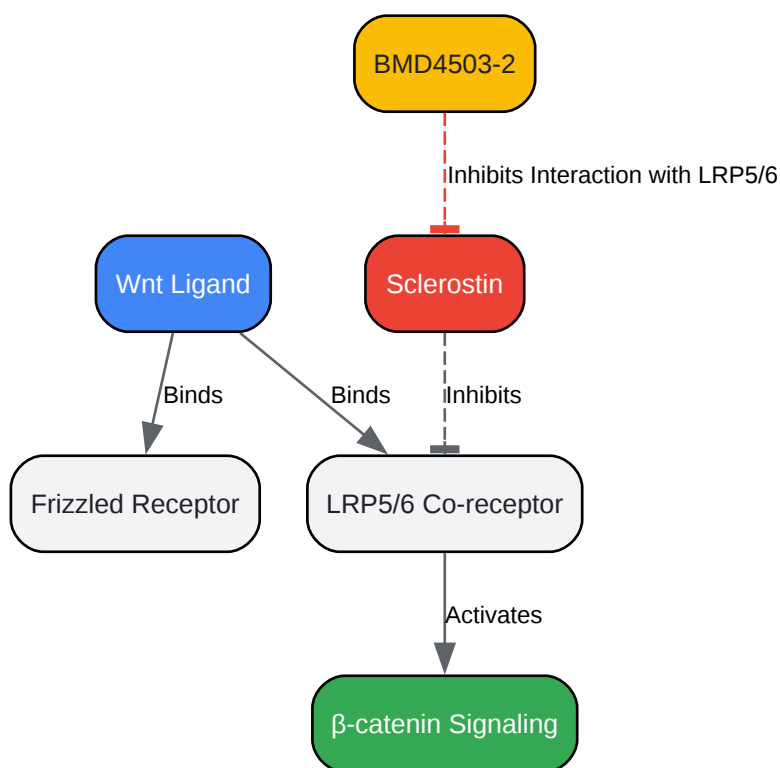 BMD4503-2
Inhibits Interaction with LRP5/6
Wnt Ligand
Sclerostin
Binds
Binds
Inhibits
Frizzled Receptor
LRP5/6 Co-receptor
Activates
β-catenin Signaling